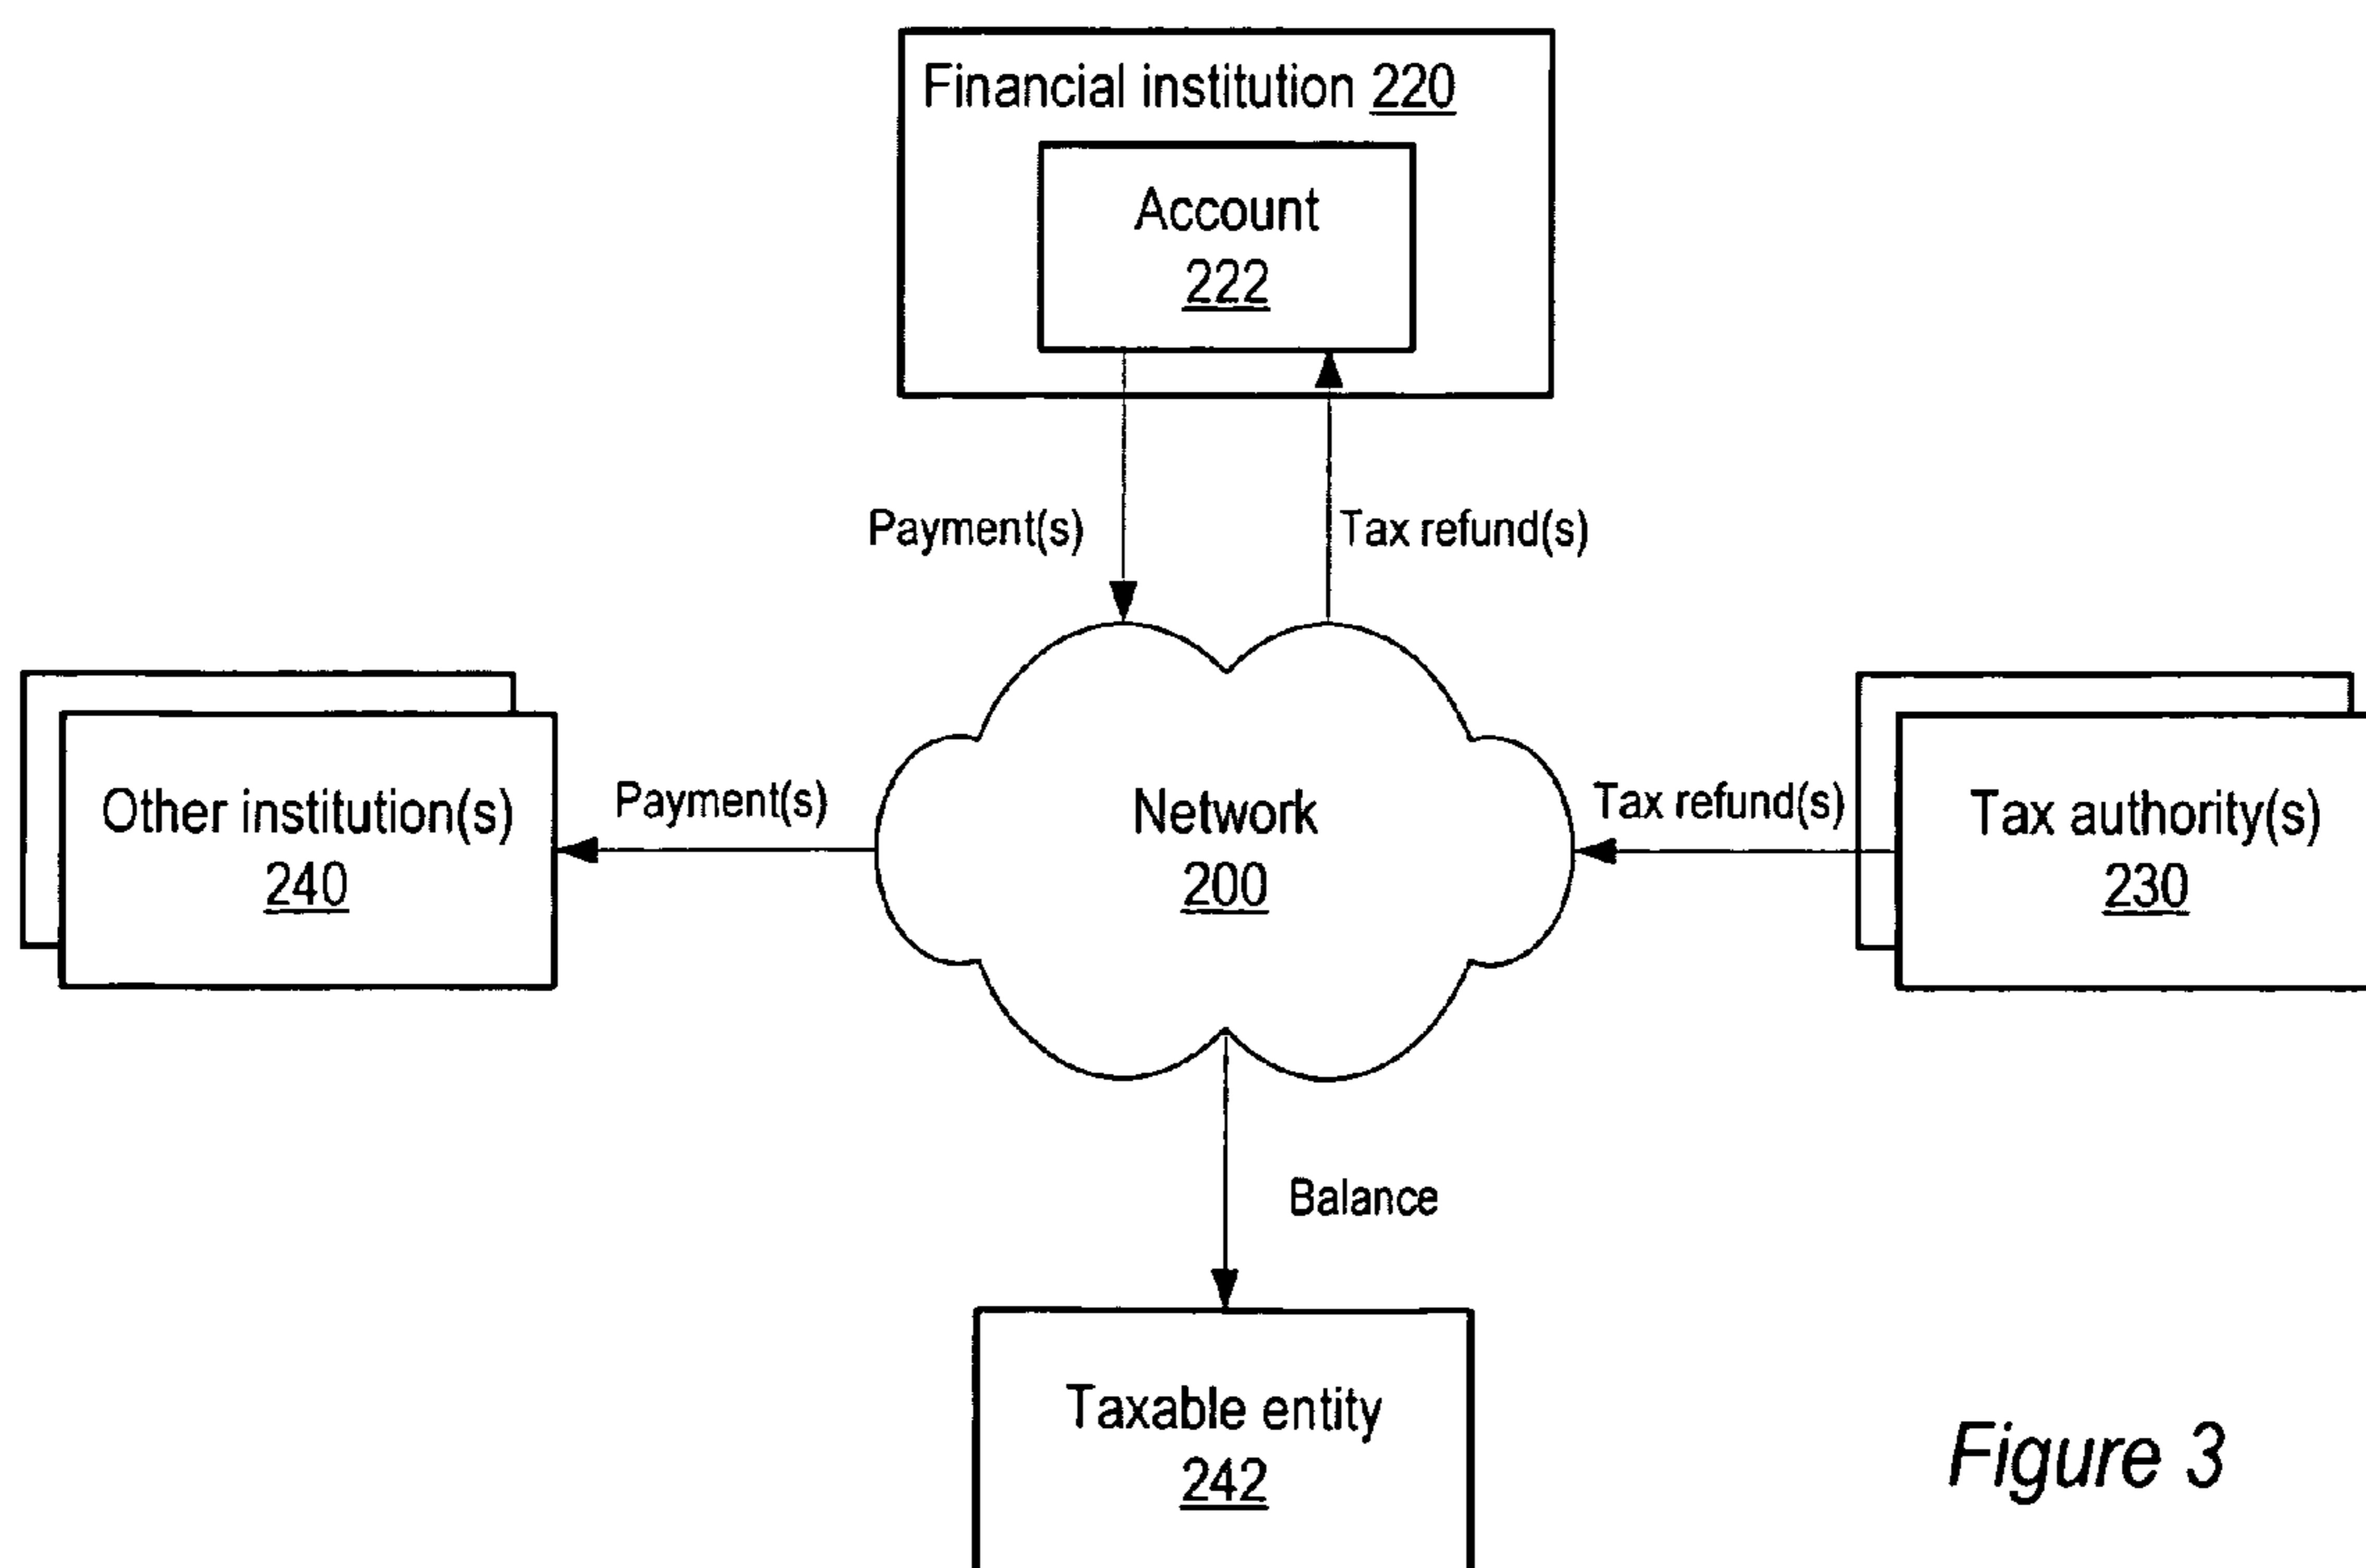 Financial institution 220
Account
222
Payment(s)
Tax refund(s)
Other institution(s)
240
Payment(s)
Network
200
Tax refund(s)
Tax authority(s)
230
Balance
Taxable entity
242
Figure 3